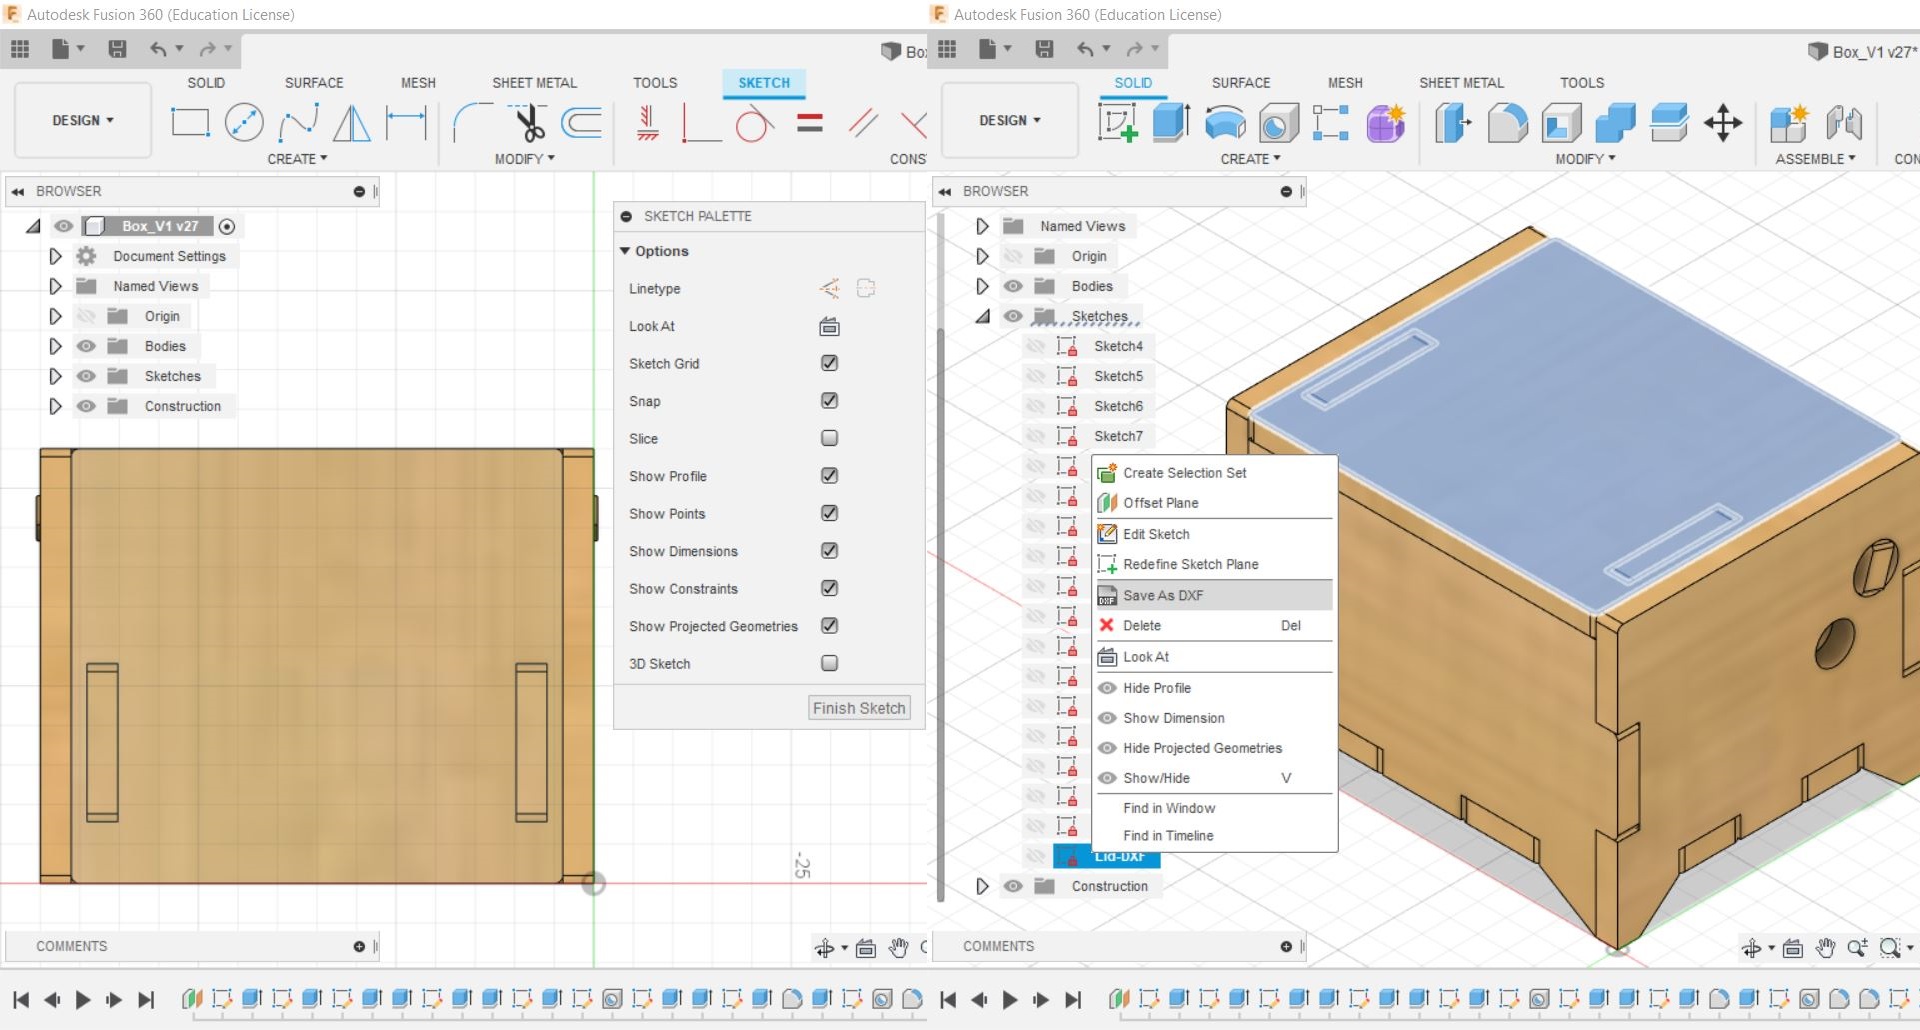 Autodesk Fusion 360 (Education License)
SOLID SURFACE MESH SHEET METAL TOOLS SKETCH
DESIGN
CREATE MODIFY CONS
BROWSER
Box_V1 v27
Document Settings
Named Views
Origin
Bodies
Sketches
Construction
SKETCH PALETTE
Options
Linetype
Look At
Sketch Grid
Snap
Slice
Show Profile
Show Points
Show Dimensions
Show Constraints
Show Projected Geometries
3D Sketch
Finish Sketch
-25
COMMENTS
Autodesk Fusion 360 (Education License)
Box_V1 v27*
SOLID SURFACE MESH SHEET METAL TOOLS
DESIGN
CREATE MODIFY ASSEMBLE CON
BROWSER
Named Views
Origin
Bodies
Sketches
Sketch4
Sketch5
Sketch6
Sketch7
Create Selection Set
Offset Plane
Edit Sketch
Redefine Sketch Plane
DXF Save As DXF
Delete Del
Look At
Hide Profile
Show Dimension
Hide Projected Geometries
Show/Hide V
Find in Window
Find in Timeline
Lid-DXF
Construction
COMMENTS